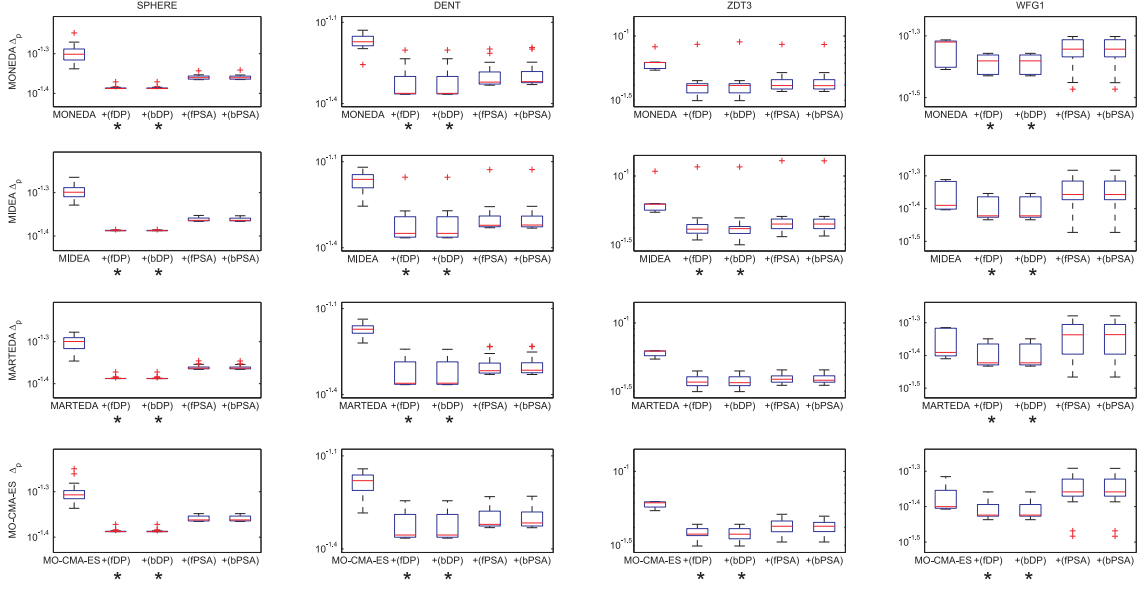 SPHERE DENT ZDT3 WFG1
MONEDA Δp
10^-1.3
10^-1.4
MONEDA +(fDP) +(bDP) +(fPSA) +(bPSA)
* *
10^-1.1
10^-1.4
MONEDA +(fDP) +(bDP) +(fPSA) +(bPSA)
* *
10^-1
10^-1.5
MONEDA +(fDP) +(bDP) +(fPSA) +(bPSA)
10^-1.3
10^-1.5
MONEDA +(fDP) +(bDP) +(fPSA) +(bPSA)
* *
MIDEA Δp
10^-1.3
10^-1.4
MIDEA +(fDP) +(bDP) +(fPSA) +(bPSA)
* *
10^-1.1
10^-1.4
MIDEA +(fDP) +(bDP) +(fPSA) +(bPSA)
* *
10^-1
10^-1.5
MIDEA +(fDP) +(bDP) +(fPSA) +(bPSA)
* *
10^-1.3
10^-1.4
10^-1.5
MIDEA +(fDP) +(bDP) +(fPSA) +(bPSA)
* *
MARTEDA Δp
10^-1.3
10^-1.4
MARTEDA +(fDP) +(bDP) +(fPSA) +(bPSA)
* *
10^-1.1
10^-1.4
MARTEDA +(fDP) +(bDP) +(fPSA) +(bPSA)
* *
10^-1
10^-1.5
MARTEDA +(fDP) +(bDP) +(fPSA) +(bPSA)
10^-1.3
10^-1.4
10^-1.5
MARTEDA +(fDP) +(bDP) +(fPSA) +(bPSA)
* *
MO-CMA-ES Δp
10^-1.3
10^-1.4
MO-CMA-ES +(fDP) +(bDP) +(fPSA) +(bPSA)
* *
10^-1.1
10^-1.4
MO-CMA-ES +(fDP) +(bDP) +(fPSA) +(bPSA)
* *
10^-1
10^-1.5
MO-CMA-ES +(fDP) +(bDP) +(fPSA) +(bPSA)
* *
10^-1.3
10^-1.4
10^-1.5
MO-CMA-ES +(fDP) +(bDP) +(fPSA) +(bPSA)
* *